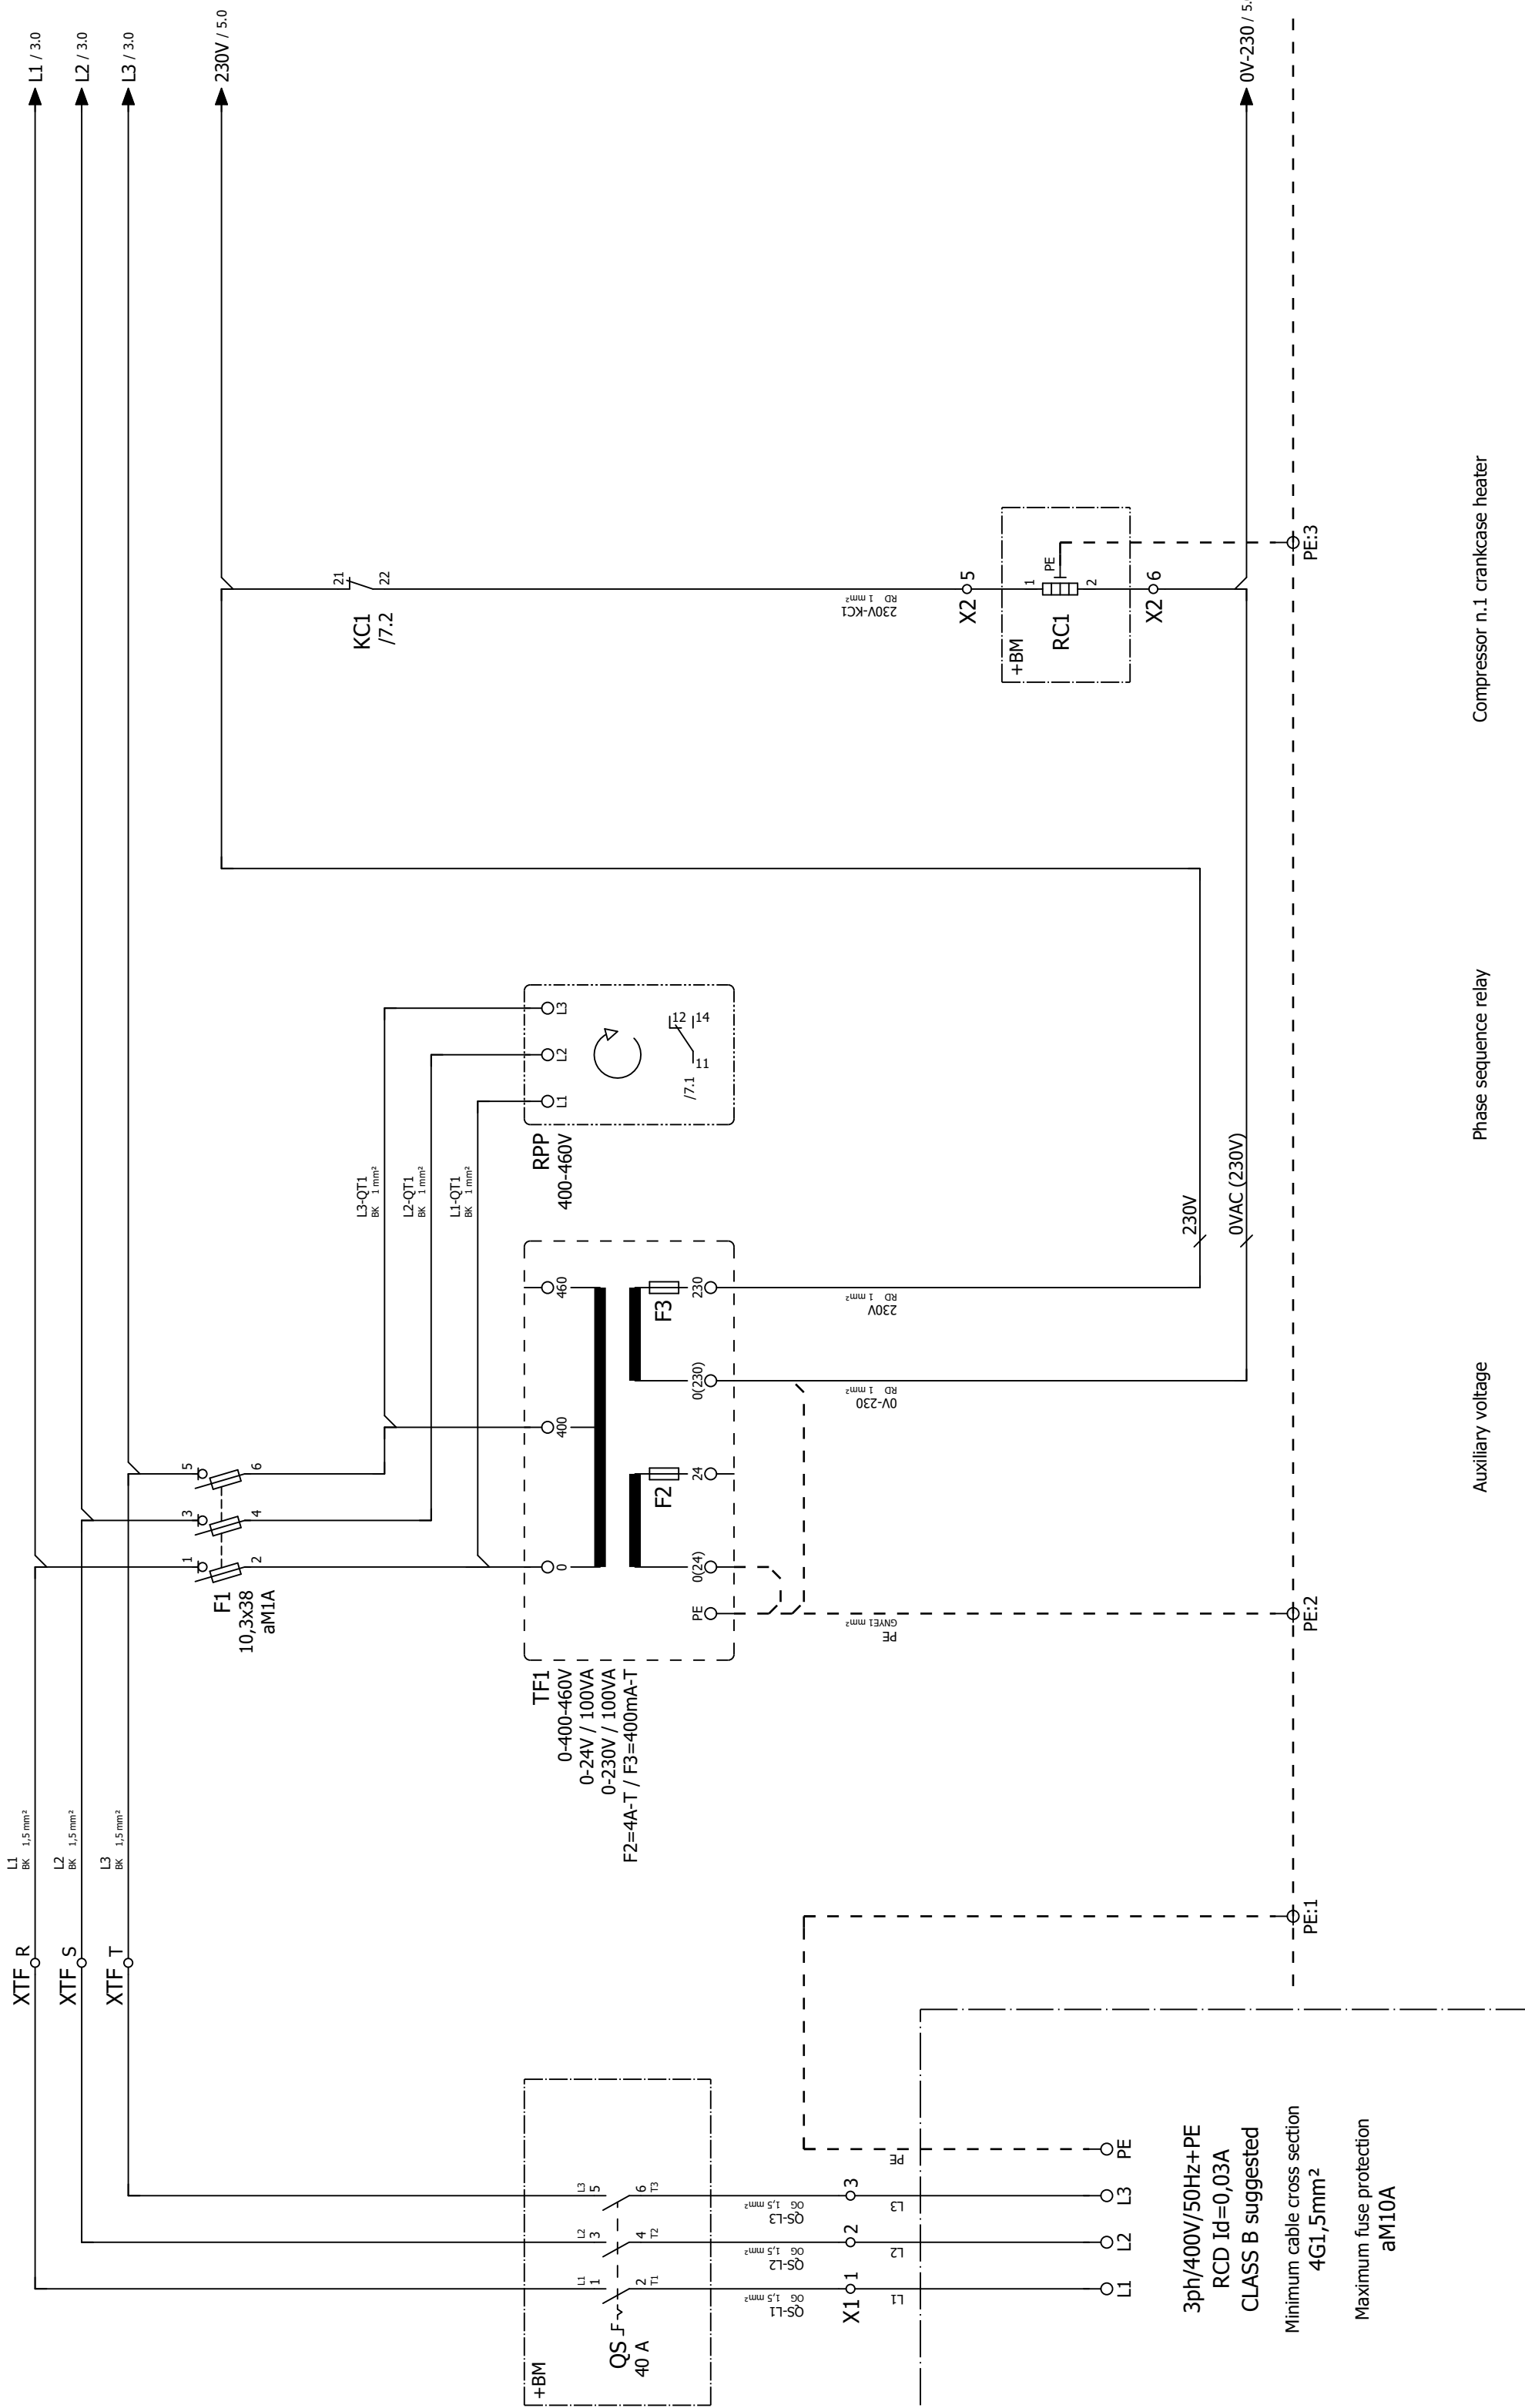 L1 / 3.0
L2 / 3.0
L3 / 3.0
230V / 5.0
0V-230 / 5.
XTF R
XTF S
XTF T
L1
BK 1,5 mm²
L2
BK 1,5 mm²
L3
BK 1,5 mm²
F1
10,3x38
aM1A
1
2
3
4
5
6
L3-QT1
BK 1 mm²
L2-QT1
BK 1 mm²
L1-QT1
BK 1 mm²
KC1
/7.2
21
22
+BM
QS
40 A
L1
1
L2
3
L3
5
2
T1
4
T2
6
T3
TF1
0-400-460V
0-24V / 100VA
0-230V / 100VA
F2=4A-T / F3=400mA-T
0
400
460
PE
0(24)
F2
24
0(230)
F3
230
RPP
400-460V
L1
L2
L3
/7.1
11
12
14
QS-L1
OG 1,5 mm²
QS-L2
OG 1,5 mm²
QS-L3
OG 1,5 mm²
X1
1
2
3
L1
L2
L3
PE
PE
GNYE1 mm²
0V-230
RD 1 mm²
230V
RD 1 mm²
230V-KC1
RD 1 mm²
X2
5
+BM
RC1
1
2
PE
X2
6
230V
0VAC (230V)
L1
L2
L3
PE
PE:1
PE:2
PE:3
3ph/400V/50Hz+PE
RCD Id=0,03A
CLASS B suggested
Minimum cable cross section
4G1,5mm²
Maximum fuse protection
aM10A
Auxiliary voltage
Phase sequence relay
Compressor n.1 crankcase heater